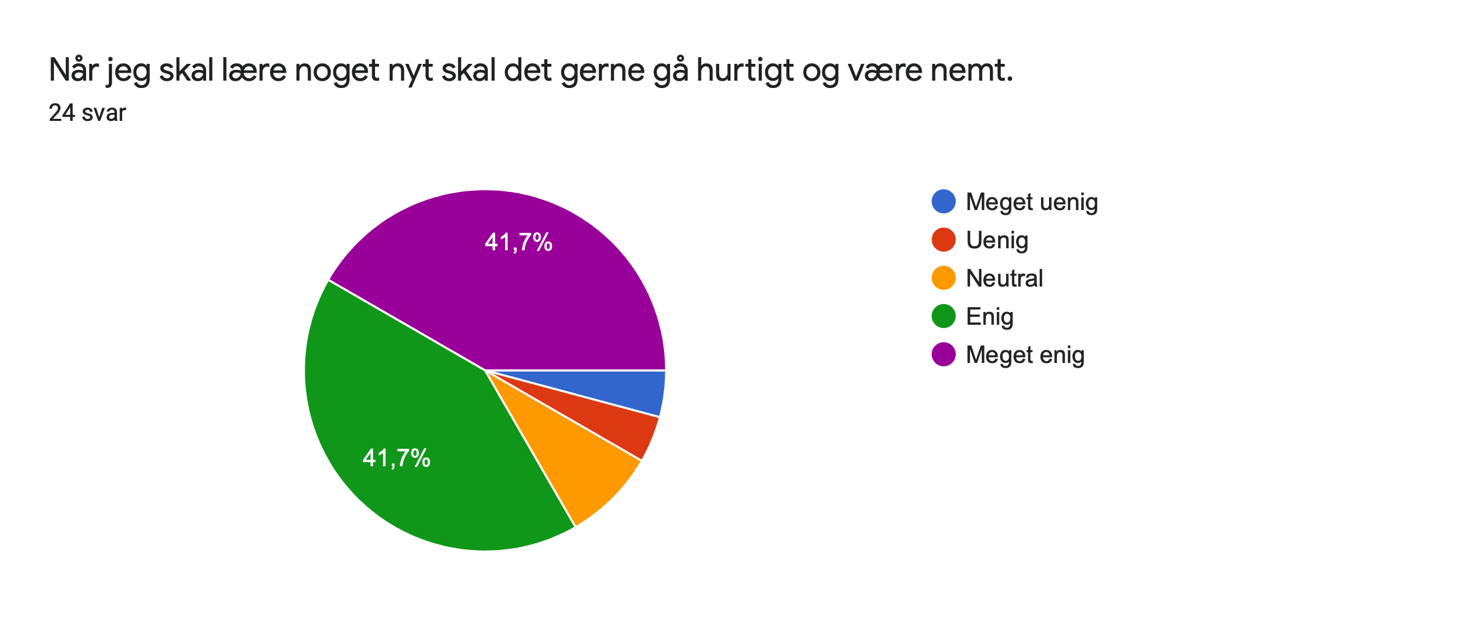 Når jeg skal lære noget nyt skal det gerne gå hurtigt og være nemt.
24 svar
41,7%
41,7%
Meget uenig
Uenig
Neutral
Enig
Meget enig